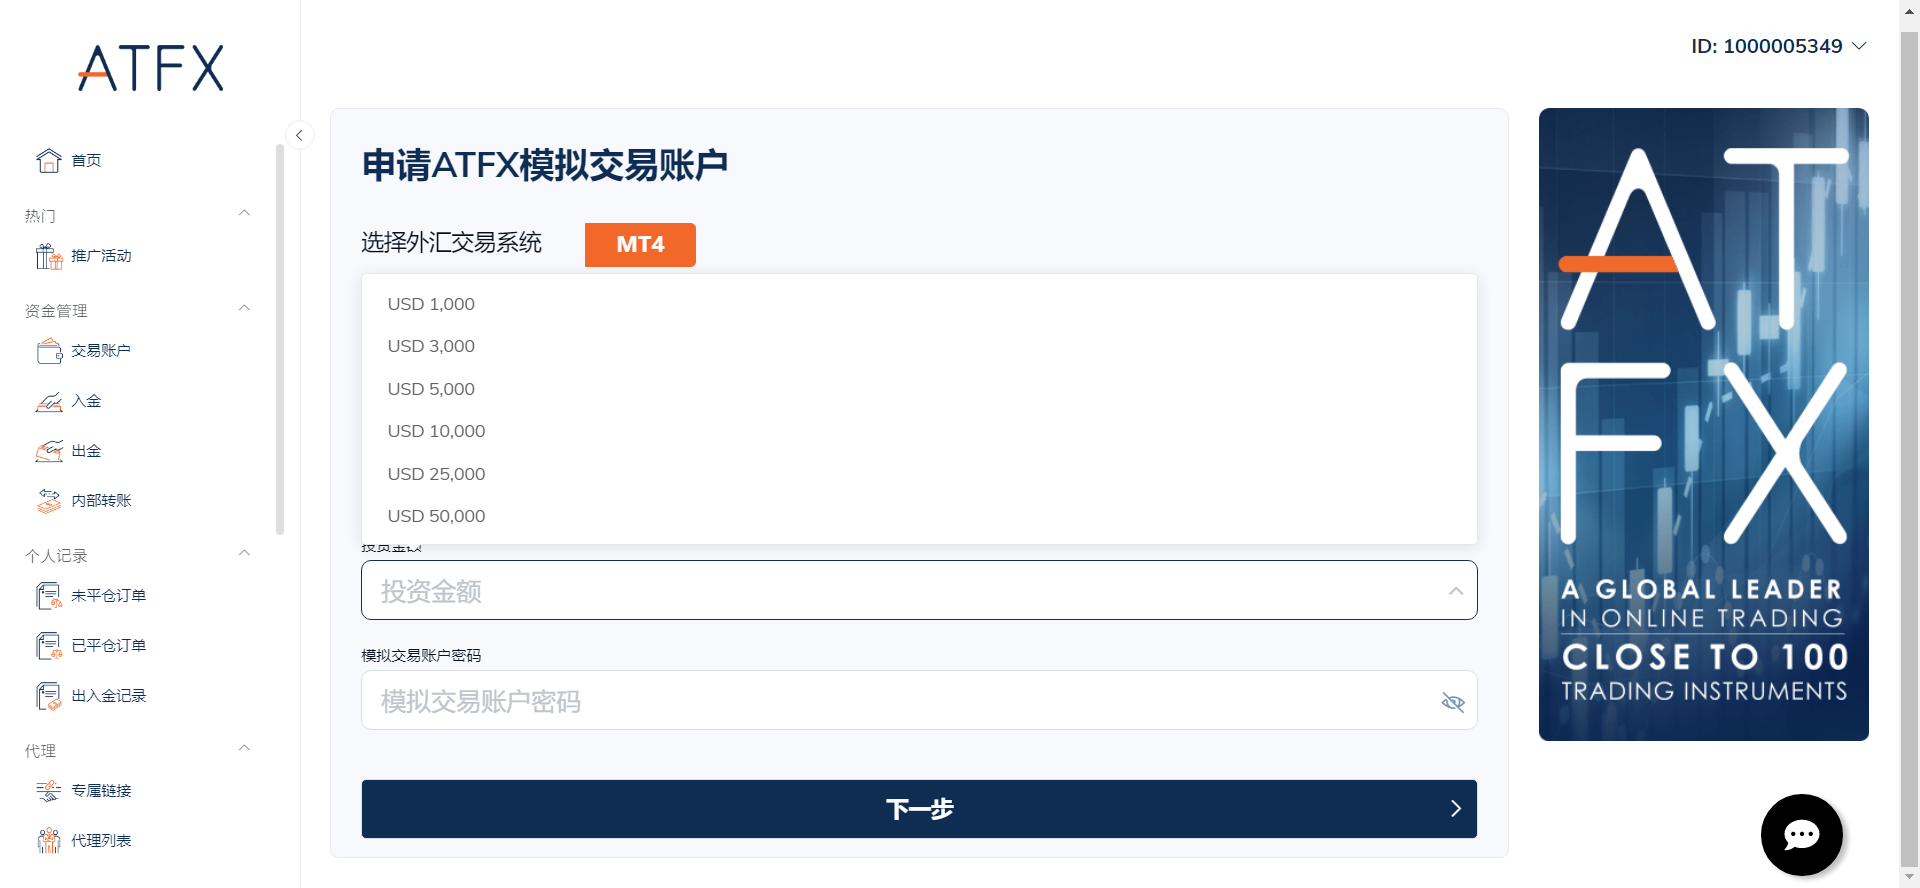 ATFX
ID: 1000005349
首页
热门
推广活动
资金管理
交易账户
入金
出金
内部转账
个人记录
未平仓订单
已平仓订单
出入金记录
代理
专属链接
代理列表
申请ATFX模拟交易账户
选择外汇交易系统
MT4
USD 1,000
USD 3,000
USD 5,000
USD 10,000
USD 25,000
USD 50,000
投资金额
投资金额
模拟交易账户密码
模拟交易账户密码
下一步
AT
FX
A GLOBAL LEADER
IN ONLINE TRADING
CLOSE TO 100
TRADING INSTRUMENTS